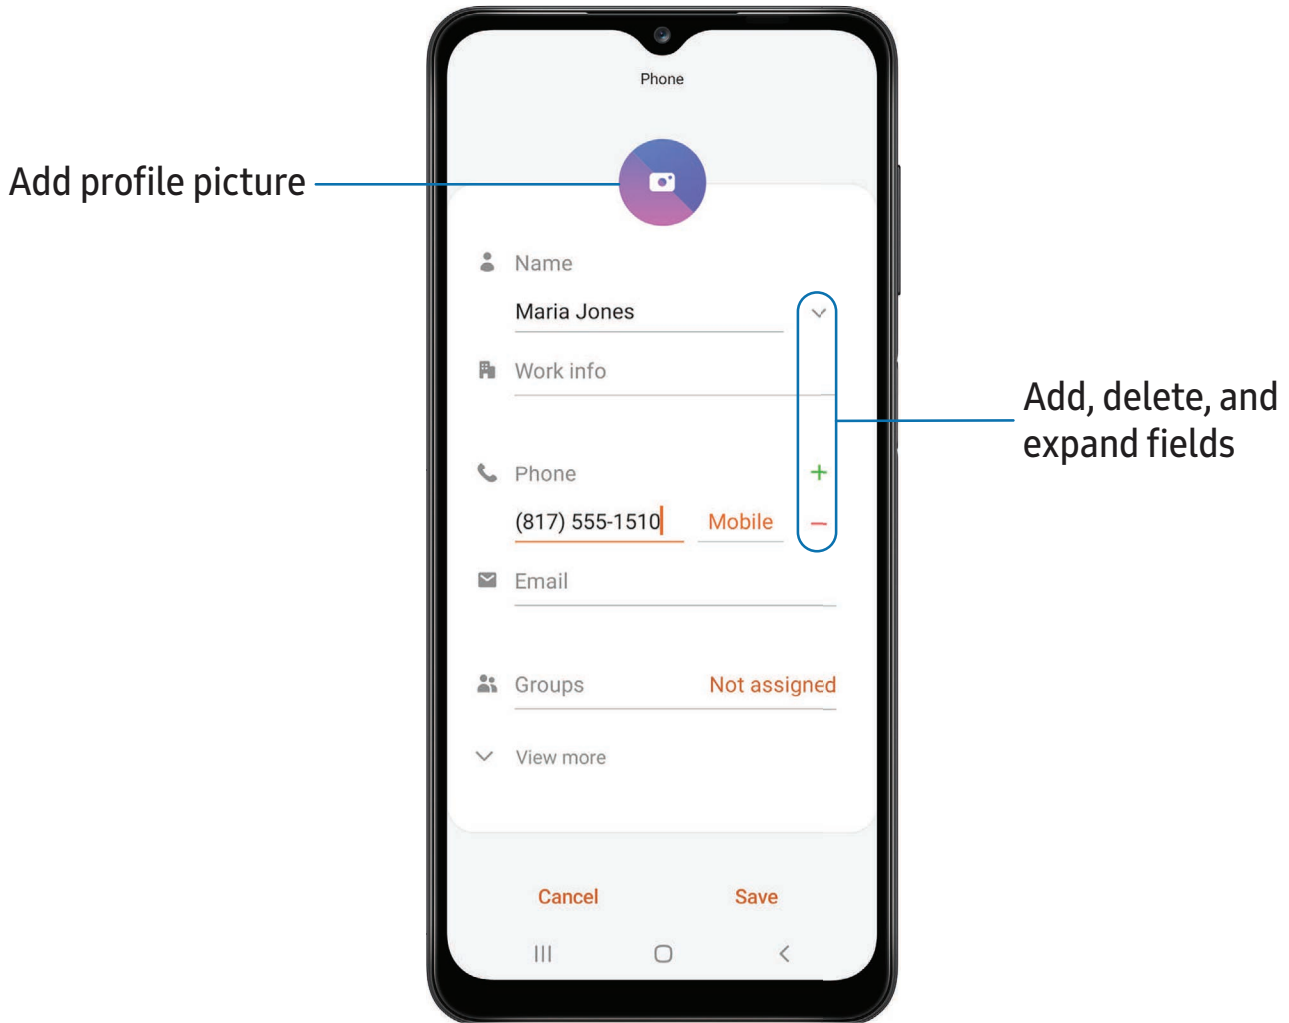 Phone
Add profile picture
Name
Maria Jones
Work info
Add, delete, and
expand fields
Phone
(817) 555-1510 Mobile
Email
Groups Not assigned
View more
Cancel Save